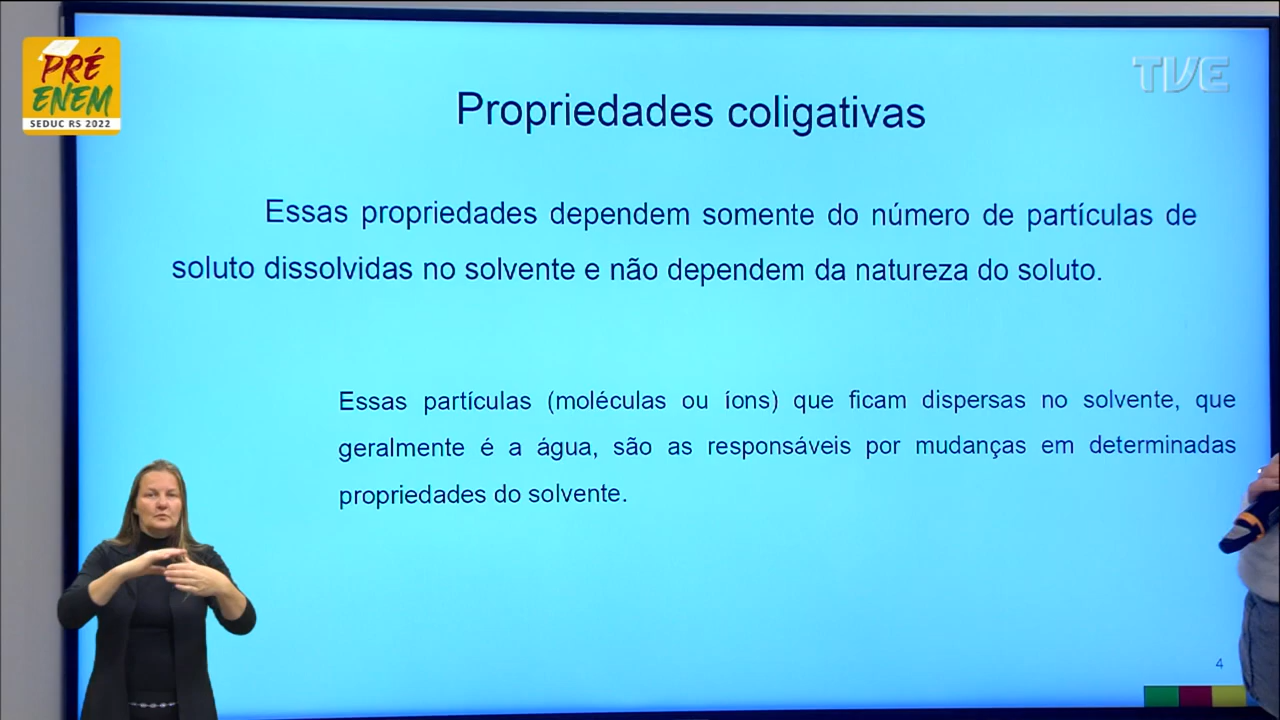 PRÉ
ENEM
SEDUC RS 2022
TVE
Propriedades coligativas
Essas propriedades dependem somente do número de partículas de
soluto dissolvidas no solvente e não dependem da natureza do soluto.
Essas partículas (moléculas ou íons) que ficam dispersas no solvente, que
geralmente é a água, são as responsáveis por mudanças em determinadas
propriedades do solvente.
4